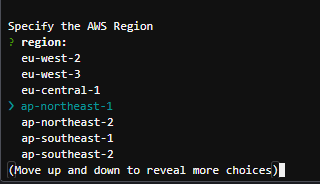 Specify the AWS Region
? region:
eu-west-2
eu-west-3
eu-central-1
❯ ap-northeast-1
ap-northeast-2
ap-southeast-1
ap-southeast-2
(Move up and down to reveal more choices)